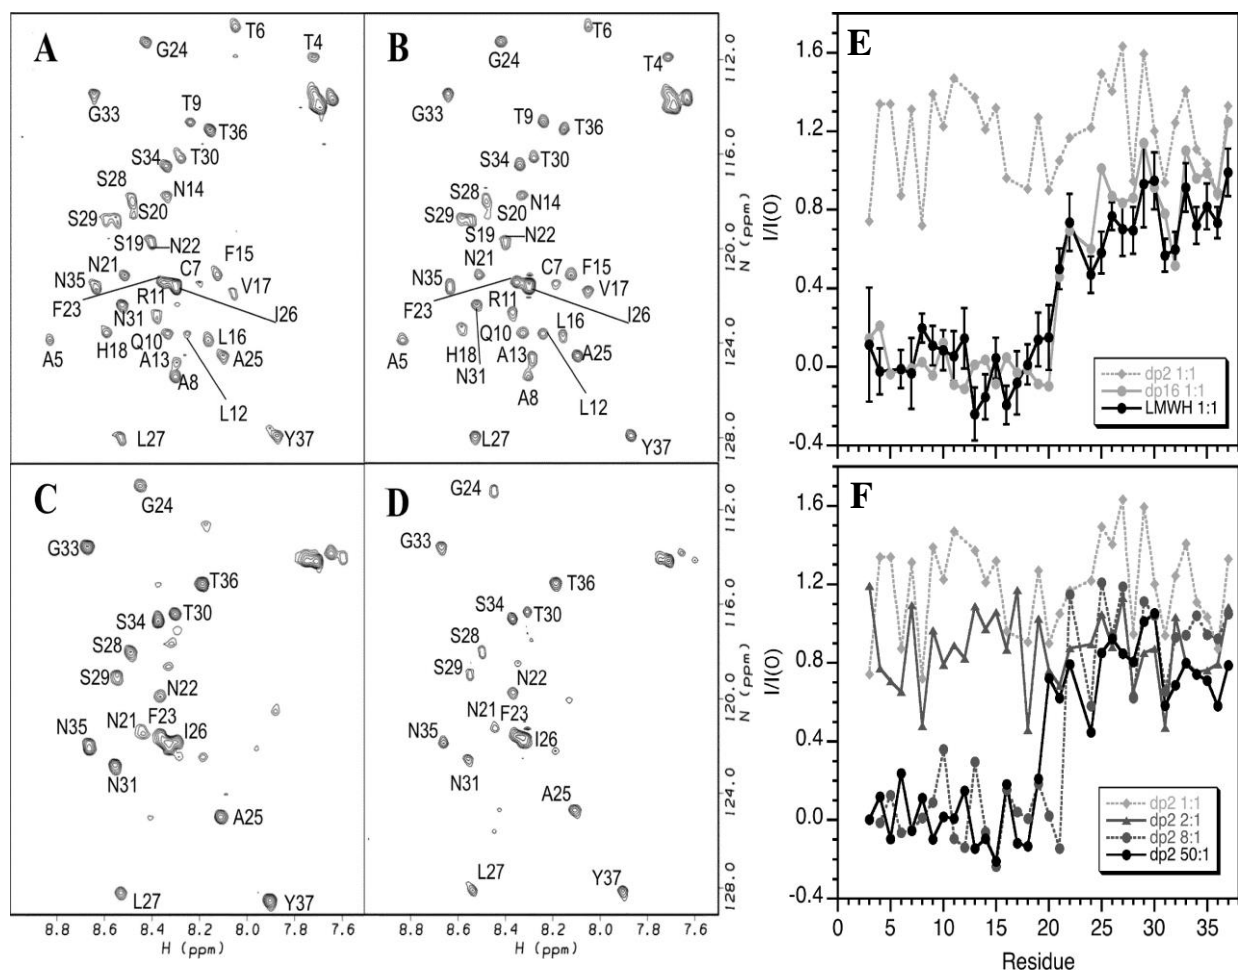 A
T6
G24
T4
G33
T9
T36
S34
T30
S28
N14
S29
S20
S19
N22
N21
C7
F15
N35
V17
F23
R11
I26
N31
L16
Q10
A5
H18
A13
A25
A8
L12
L27
Y37
B
T6
G24
T4
G33
T9
T36
S34
T30
S28
N14
S29
S20
S19
N22
N21
C7
F15
N35
V17
F23
R11
I26
L16
Q10
A5
H18
A13
A25
N31
A8
L12
L27
Y37
112.0
116.0
120.0
124.0
128.0
N (ppm)
C
G24
G33
T36
S34
T30
S28
S29
N22
N21
F23
N35
I26
N31
A25
L27
Y37
8.8
8.6
8.4
8.2
8.0
7.8
7.6
H (ppm)
D
G24
G33
T36
S34
T30
S28
S29
N22
N21
F23
N35
I26
N31
A25
L27
Y37
8.8
8.6
8.4
8.2
8.0
7.8
7.6
H (ppm)
112.0
116.0
120.0
124.0
128.0
N (ppm)
E
1.6
1.2
0.8
0.4
0.0
-0.4
I/I(O)
dp2 1:1
dp16 1:1
LMWH 1:1
F
1.6
1.2
0.8
0.4
0.0
-0.4
I/I(O)
dp2 1:1
dp2 2:1
dp2 8:1
dp2 50:1
0 5 10 15 20 25 30 35
Residue